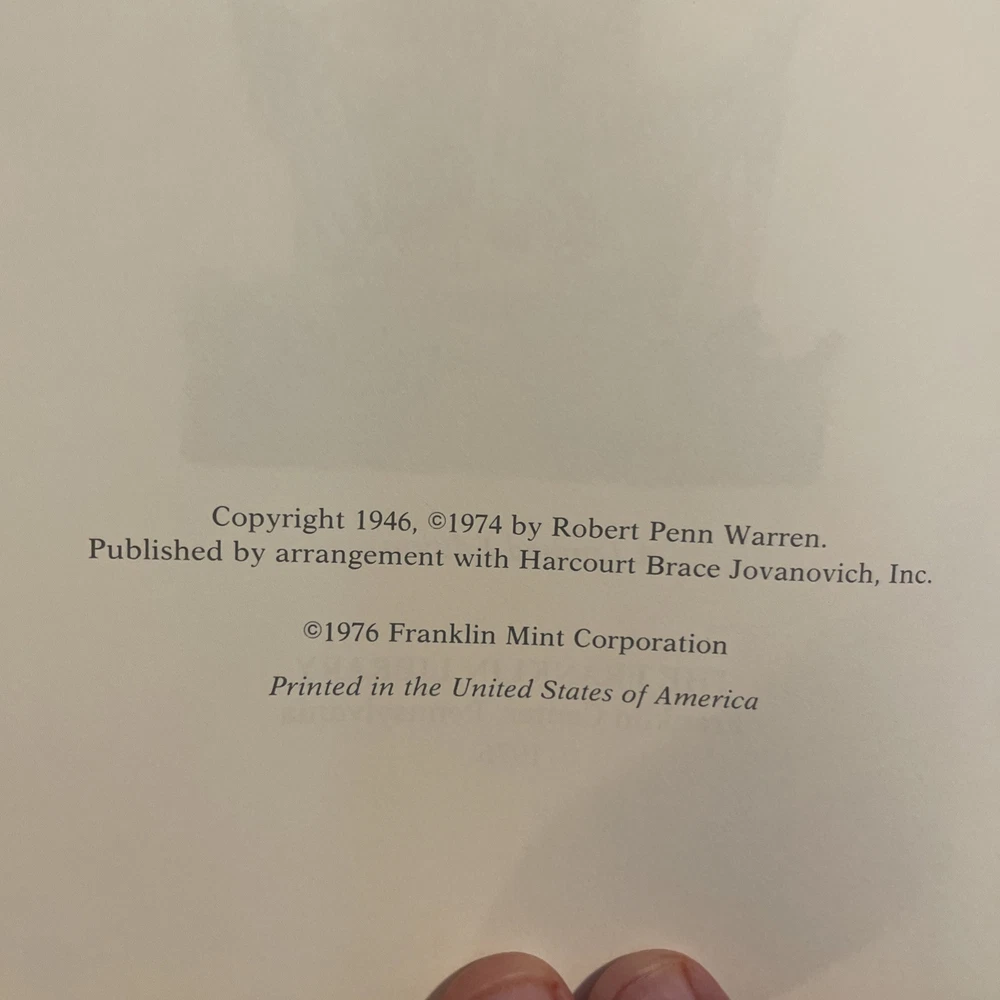 Copyright 1946, ©1974 by Robert Penn Warren.
Published by arrangement with Harcourt Brace Jovanovich, Inc.
©1976 Franklin Mint Corporation
Printed in the United States of America